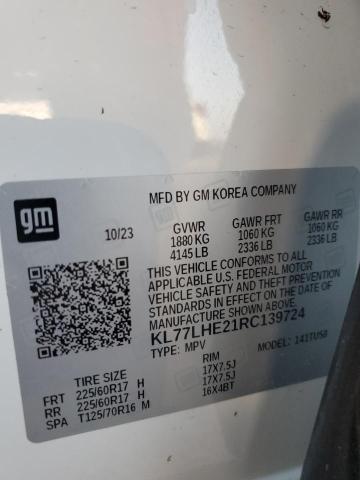 gm
MFD BY GM KOREA COMPANY
10/23
GVWR GAWR FRT GAWR RR
1880 KG 1060 KG 1060 KG
4145 LB 2336 LB 2336 LB
THIS VEHICLE CONFORMS TO ALL
APPLICABLE U.S. FEDERAL MOTOR
VEHICLE SAFETY, BUMPER, AND THEFT
PREVENTION STANDARDS IN EFFECT ON
THE DATE OF MANUFACTURE SHOWN ABOVE.
KL77LHE21RC139724
TYPE: MPV MODEL: 1TU58
TIRE SIZE RIM
FRT 225/60R17 H 17X7.5J
RR 225/60R17 H 17X7.5J
SPA T125/70R16 M 16X4BT